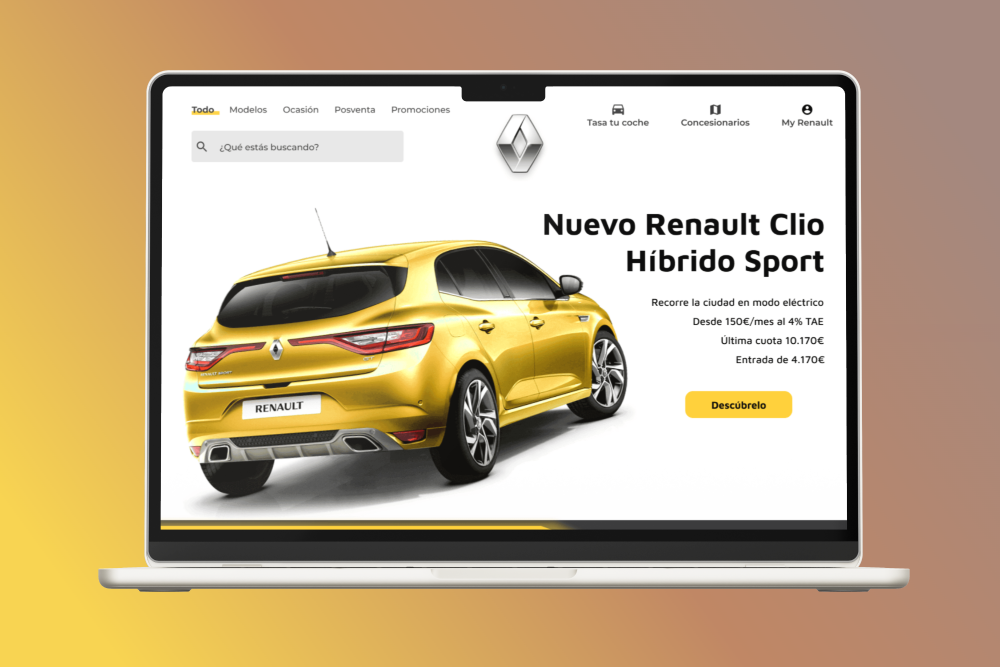 Todo Modelos Ocasión Posventa Promociones
Tasa tu coche Concesionarios My Renault
¿Qué estás buscando?
Nuevo Renault Clio
Híbrido Sport
Recorre la ciudad en modo eléctrico
Desde 150€/mes al 4% TAE
Última cuota 10.170€
Entrada de 4.170€
Descúbrelo
RENAULT